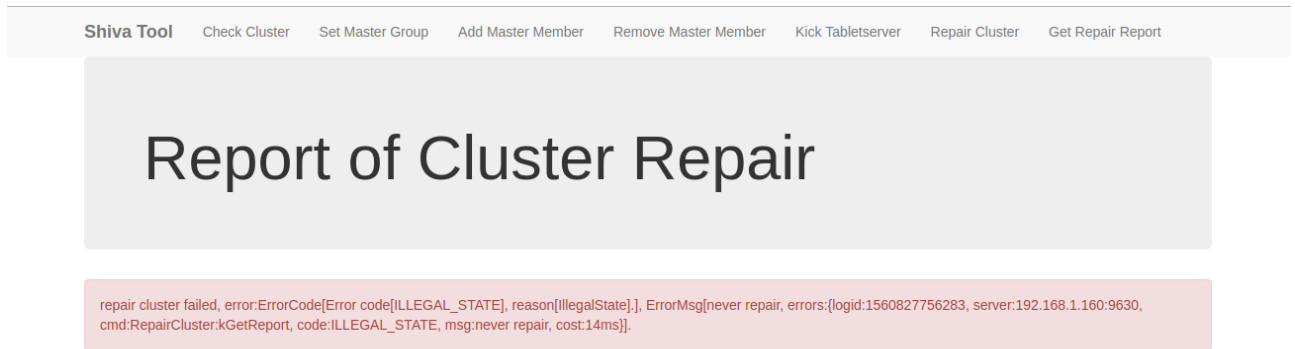 Shiva Tool Check Cluster Set Master Group Add Master Member Remove Master Member Kick Tabletserver Repair Cluster Get Repair Report
Report of Cluster Repair
repair cluster failed, error:ErrorCode[Error code[ILLEGAL_STATE], reason[IllegalState].], ErrorMsg[never repair, errors:{logid:1560827756283, server:192.168.1.160:9630,
cmd:RepairCluster:kGetReport, code:ILLEGAL_STATE, msg:never repair, cost:14ms}].